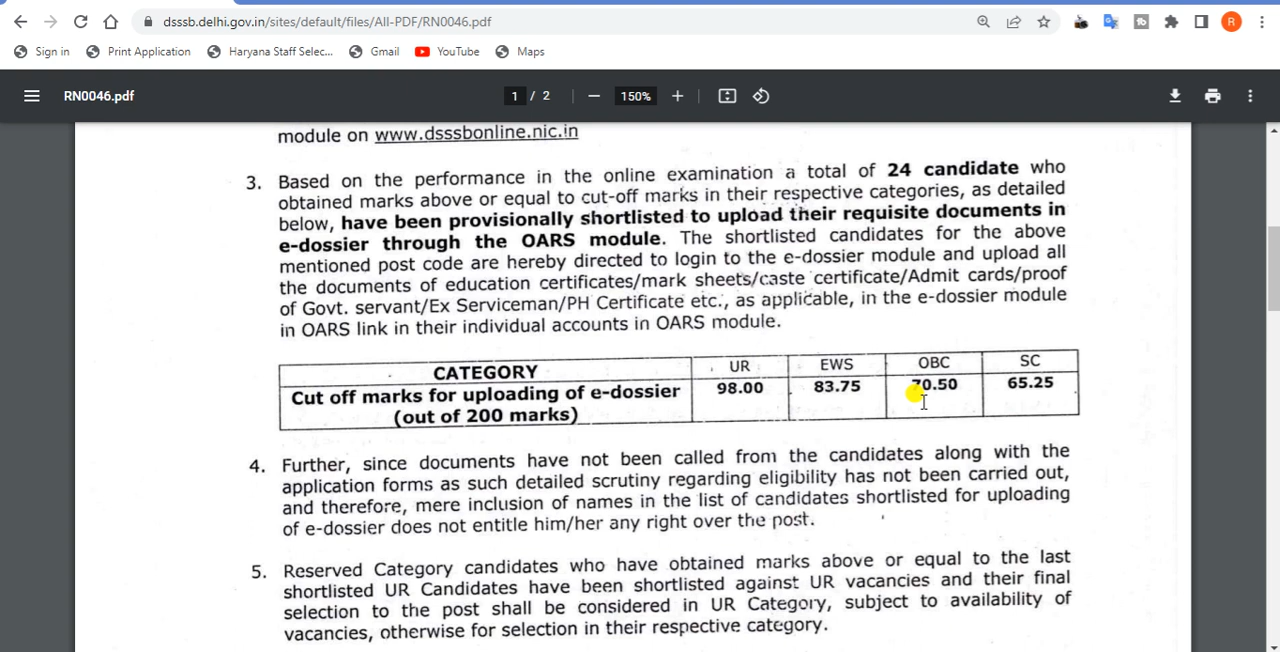 dsssb.delhi.gov.in/sites/default/files/All-PDF/RN0046.pdf
R
Sign in Print Application Haryana Staff Selec... Gmail YouTube Maps
RN0046.pdf 1 / 2 150%
module on www.dsssbonline.nic.in
3. Based on the performance in the online examination a total of 24 candidate who
obtained marks above or equal to cut-off marks in their respective categories, as detailed
below, have been provisionally shortlisted to upload their requisite documents in
e-dossier through the OARS module. The shortlisted candidates for the above
mentioned post code are hereby directed to login to the e-dossier module and upload all
the documents of education certificates/mark sheets/caste certificate/Admit cards/proof
of Govt. servant/Ex Serviceman/PH Certificate etc., as applicable, in the e-dossier module
in OARS link in their individual accounts in OARS module.
CATEGORY UR EWS OBC SC
Cut off marks for uploading of e-dossier 98.00 83.75 70.50 65.25
(out of 200 marks)
4. Further, since documents have not been called from the candidates along with the
application forms as such detailed scrutiny regarding eligibility has not been carried out,
and therefore, mere inclusion of names in the list of candidates shortlisted for uploading
of e-dossier does not entitle him/her any right over the post.
5. Reserved Category candidates who have obtained marks above or equal to the last
shortlisted UR Candidates have been shortlisted against UR vacancies and their final
selection to the post shall be considered in UR Category, subject to availability of
vacancies, otherwise for selection in their respective category.